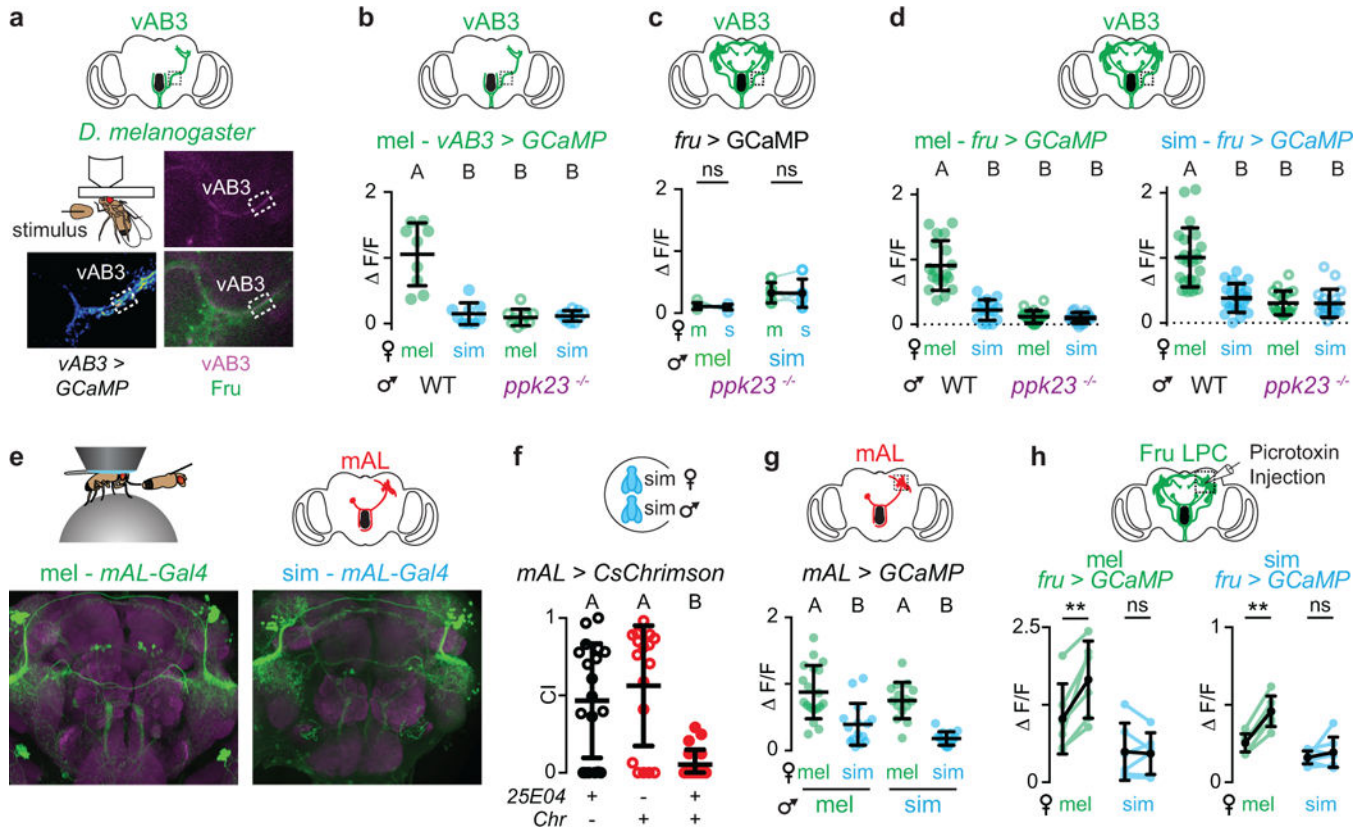 a
vAB3
D. melanogaster
vAB3
stimulus
vAB3
vAB3
vAB3 >
GCaMP
vAB3
Fru
b
vAB3
mel - vAB3 > GCaMP
A B B B
2
1
0
Δ F/F
♀ mel sim mel sim
♂ WT ppk23 -/-
c
vAB3
fru > GCaMP
ns ns
2
1
0
Δ F/F
♀ m s m s
♂ mel sim
ppk23 -/-
d
vAB3
mel - fru > GCaMP
A B B B
2
1
0
Δ F/F
♀ mel sim mel sim
♂ WT ppk23 -/-
sim - fru > GCaMP
A B B B
2
1
0
Δ F/F
mel sim mel sim
WT ppk23 -/-
e
mAL
mel - mAL-Gal4
sim - mAL-Gal4
f
sim ♀
sim ♂
mAL > CsChrimson
A A B
1
0
CI
25E04 + - +
Chr - + +
g
mAL
mAL > GCaMP
A B A B
2
1
0
Δ F/F
♀ mel sim mel sim
♂ mel sim
h
Fru LPC
Picrotoxin
Injection
mel
fru > GCaMP
** ns
2.5
0
Δ F/F
♀ mel sim
sim
fru > GCaMP
** ns
1
0
Δ F/F
♀ mel sim